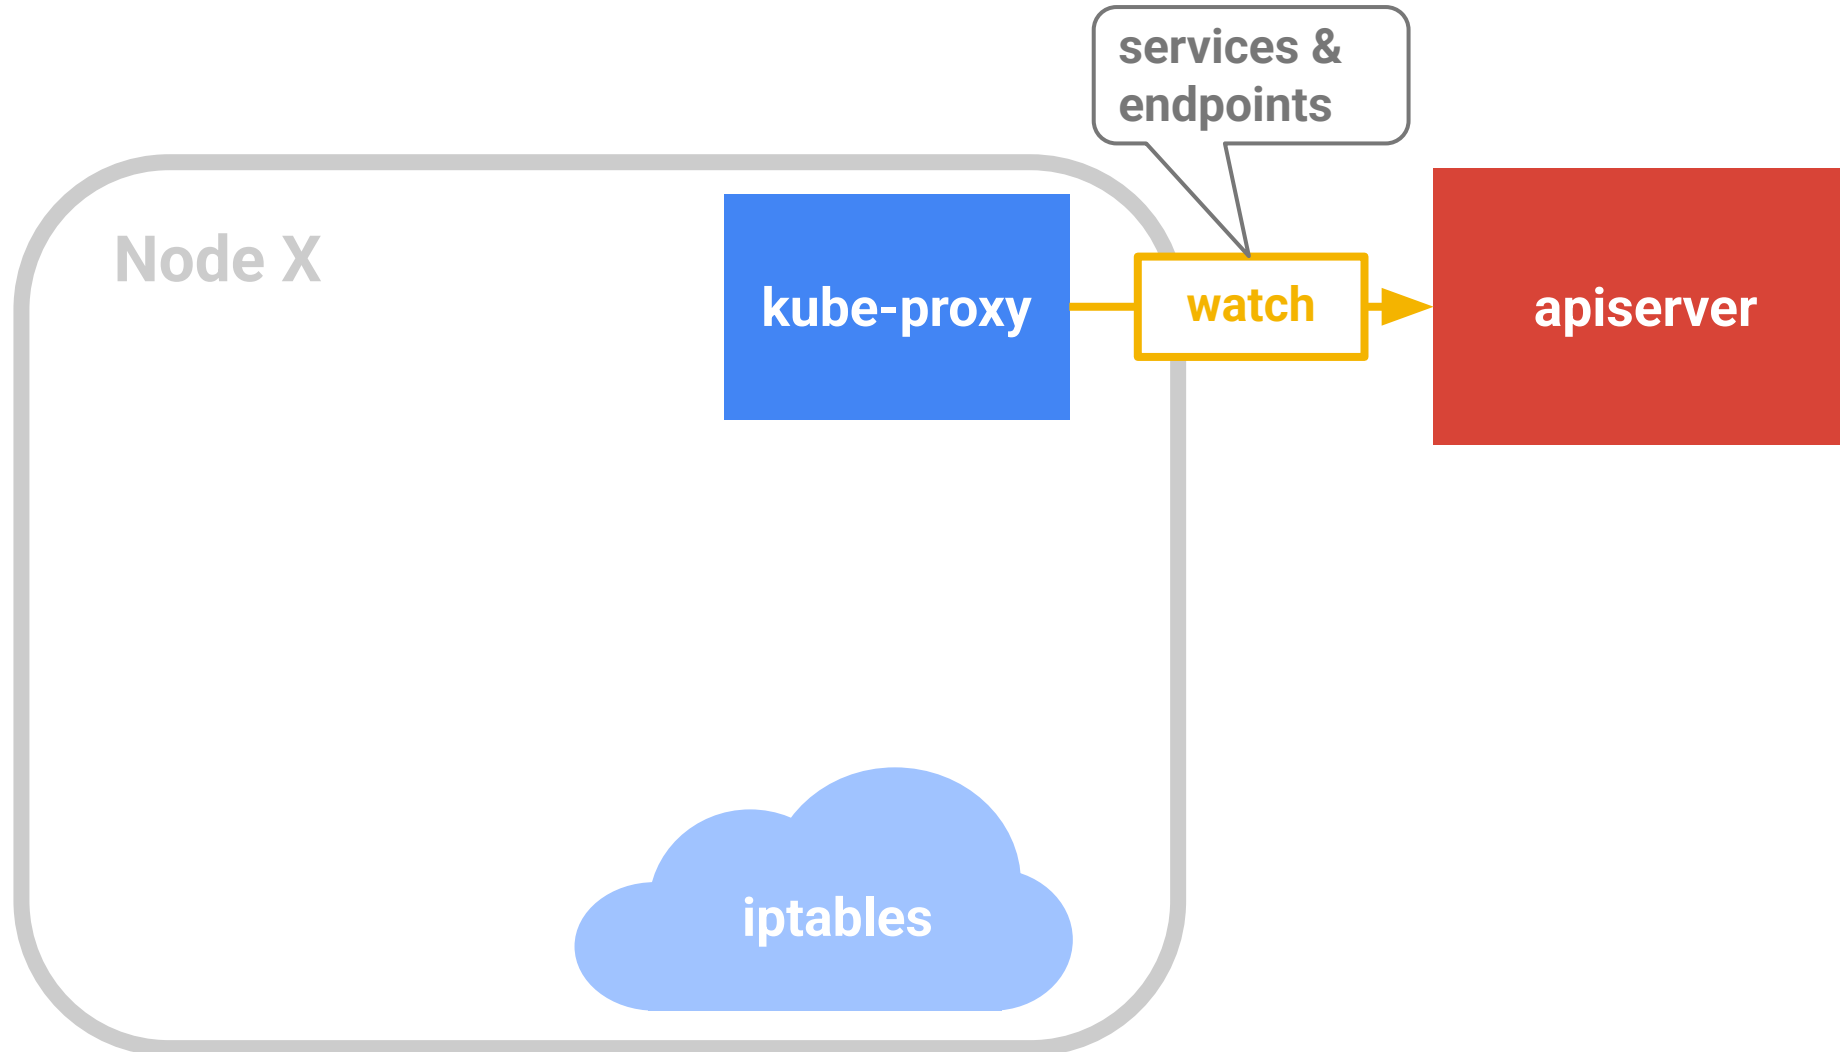 services &
endpoints
Node X
kube-proxy
watch
apiserver
iptables